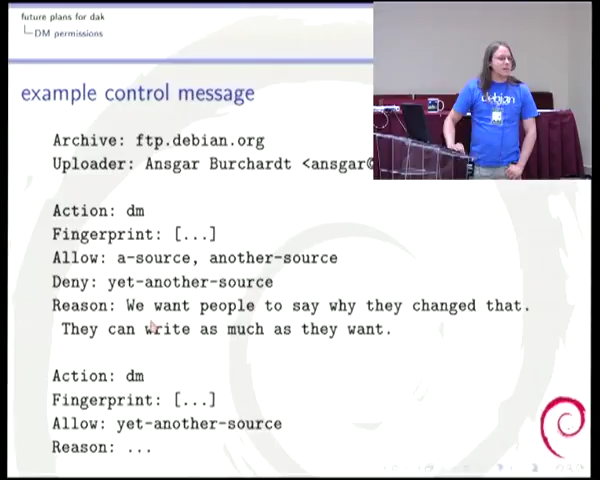 future plans for dak
DM permissions
example control message
Archive: ftp.debian.org
Uploader: Ansgar Burchardt <ansgar@
Action: dm
Fingerprint: [...]
Allow: a-source, another-source
Deny: yet-another-source
Reason: We want people to say why they changed that.
They can write as much as they want.
Action: dm
Fingerprint: [...]
Allow: yet-another-source
Reason: ...
debian